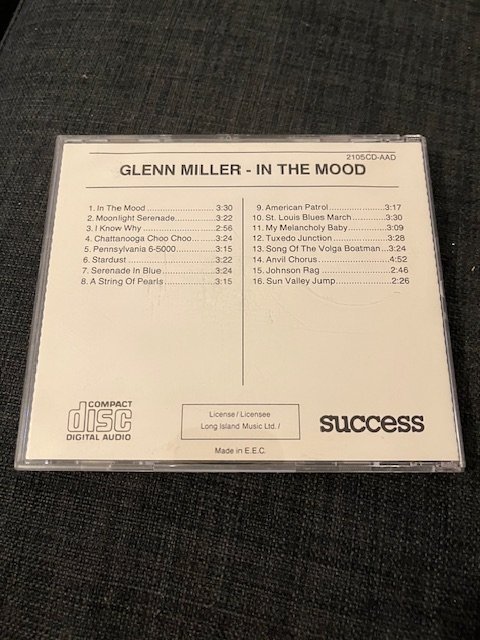 2105CD-AAD
GLENN MILLER - IN THE MOOD
1. In The Mood ................ 3:30
2. Moonlight Serenade.......... 3:22
3. I Know Why ................. 2:56
4. Chattanooga Choo Choo .... 3:24
5. Pennsylvania 6-5000.......... 3:15
6. Stardust ..................... 3:22
7. Serenade In Blue.............. 3:24
8. A String Of Pearls ............ 3:15
9. American Patrol .............. 3:17
10. St. Louis Blues March ........ 3:30
11. My Melancholy Baby.......... 3:09
12. Tuxedo Junction .............. 3:28
13. Song Of The Volga Boatman... 3:24
14. Anvil Chorus ................. 4:52
15. Johnson Rag ................. 2:46
16. Sun Valley Jump .............. 2:26
COMPACT
disc
DIGITAL AUDIO
License / Licensee
Long Island Music Ltd. /
success
Made in E.E.C.